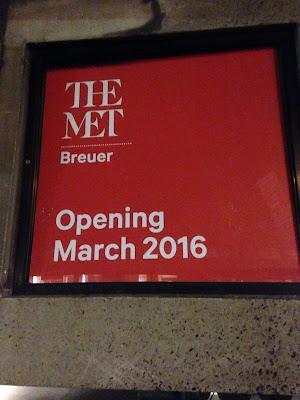 THE
MET
Breuer
Opening
March 2016